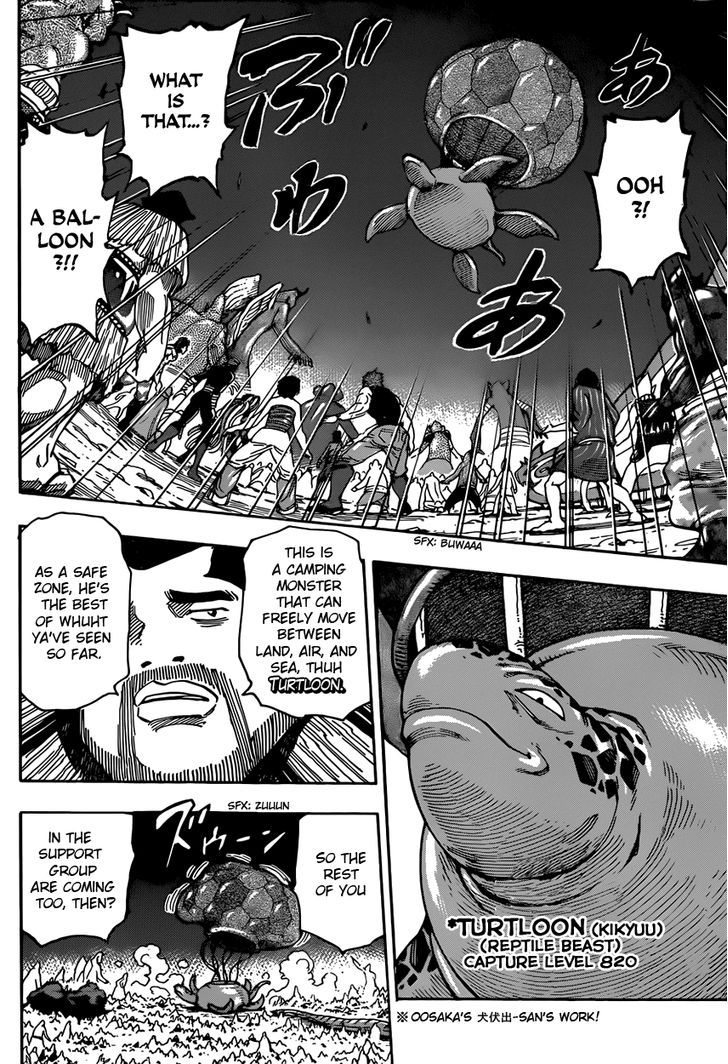 OOH
?!
あ
あ
ぶ゛
わ
WHAT
IS
THAT...?
A BAL-
LOON
?!!
SFX: BUWAAA
THIS IS
A CAMPING
MONSTER
THAT CAN
FREELY MOVE
BETWEEN
LAND, AIR, AND
SEA, THUH
TURTLOON.
AS A SAFE
ZONE, HE'S
THE BEST
OF WHUHT
YA'VE SEEN
SO FAR.
*TURTLOON (KIKYUU)
(REPTILE BEAST)
CAPTURE LEVEL 820
※ OOSAKA'S 犬伏出-SAN'S WORK!
SFX: ZUUUN
ズゥーン
SO THE
REST
OF YOU
IN THE
SUPPORT
GROUP
ARE COMING
TOO, THEN?